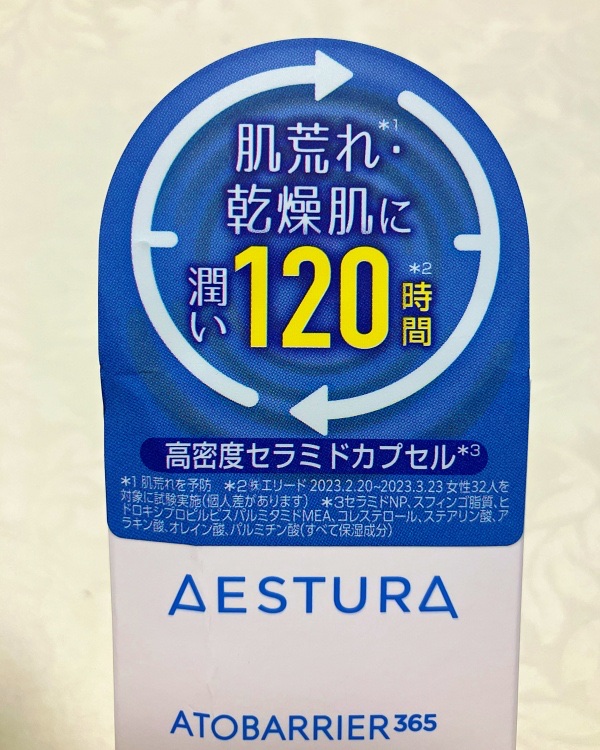 肌荒れ*1・
乾燥肌に
潤い120時間*2
高密度セラミドカプセル*3
*1 肌荒れを予防 *2 ㈱エリード 2023.2.20~2023.3.23 女性32人を
対象に試験実施(個人差があります) *3セラミドNP、スフィンゴ脂質、ヒ
ドロキシプロピルビスパルミタミドMEA、コレステロール、ステアリン酸、ア
ラキン酸、オレイン酸、パルミチン酸(すべて保湿成分)
AESTURA
ATOBARRIER365